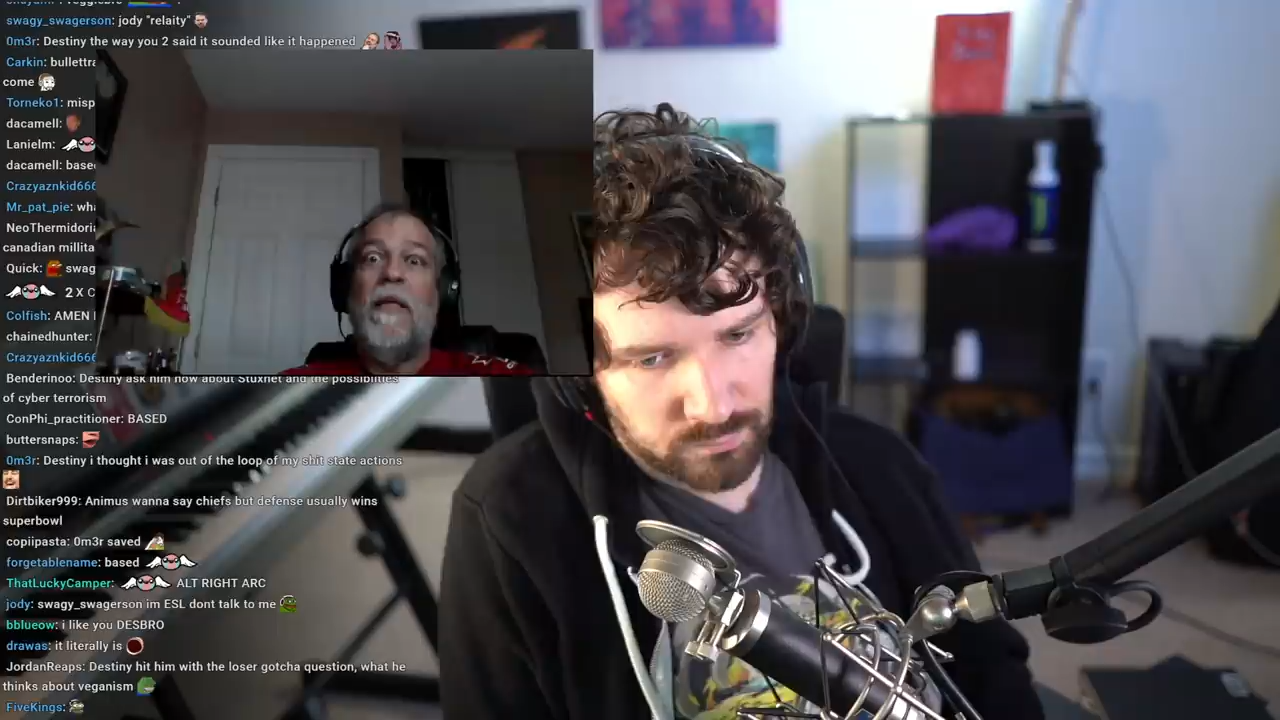 swagy_swagerson: jody "relaity"
0m3r: Destiny the way you 2 said it sounded like it happened
Carkin: bullettra
come
Torneko1: misp
dacamell:
Lanielm:
dacamell: base
Crazyaznkid666
Mr_pat_pie: wha
NeoThermidoria
canadian millita
Quick: swag
2 X C
Colfish: AMEN
chainedhunter:
Crazyaznkid666
Benderinoo: Destiny ask him now about Stuxnet and the possibilities
of cyber terrorism
ConPhi_practitioner: BASED
buttersnaps:
0m3r: Destiny i thought i was out of the loop of my shit state actions
Dirtbiker999: Animus wanna say chiefs but defense usually wins
superbowl
copiipasta: 0m3r saved
forgetablename: based
ThatLuckyCamper: ALT RIGHT ARC
jody: swagy_swagerson im ESL dont talk to me
bblueow: i like you DESBRO
drawas: it literally is
JordanReaps: Destiny hit him with the loser gotcha question, what he
thinks about veganism
FiveKings: